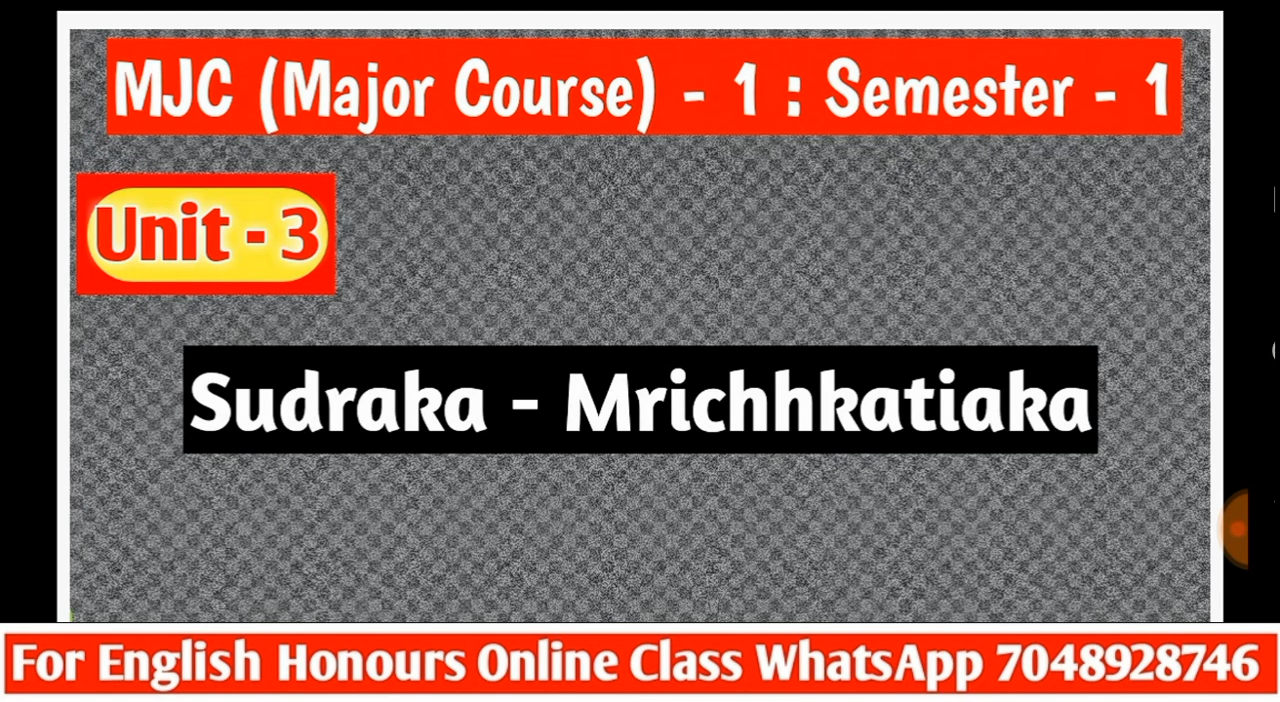 MJC (Major Course) - 1 : Semester - 1
Unit - 3
Sudraka - Mrichhkatiaka
For English Honours Online Class WhatsApp 7048928746